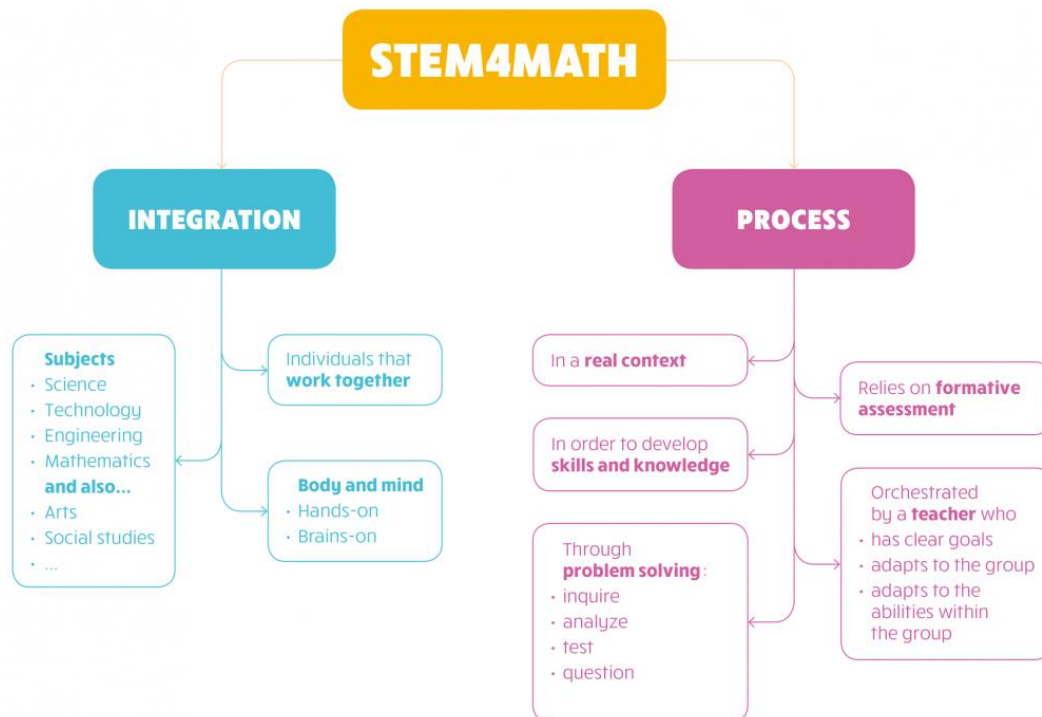 STEM4MATH
INTEGRATION
Subjects
· Science
· Technology
· Engineering
· Mathematics
and also...
· Arts
· Social studies
· ...
Individuals that
work together
Body and mind
· Hands-on
· Brains-on
PROCESS
In a real context
In order to develop
skills and knowledge
Through
problem solving:
· inquire
· analyze
· test
· question
Relies on formative
assessment
Orchestrated
by a teacher who
· has clear goals
· adapts to the group
· adapts to the
abilities within
the group